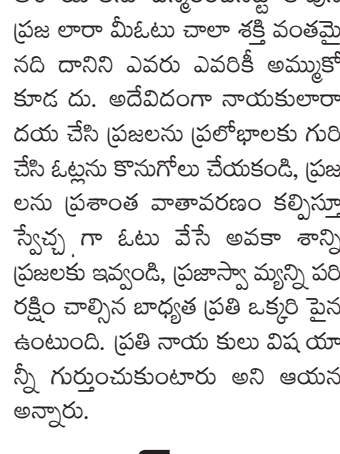 ప్రజ లారా మీఓటు చాలా శక్తి వంతమై
నది దానిని ఎవరు ఎవరికీ అమ్ముకో
కూడ దు. అదేవిదంగా నాయకులారా
దయ చేసి ప్రజలను ప్రలోభాలకు గురి
చేసి ఓట్లను కొనుగోలు చేయకండి, ప్రజ
లను ప్రశాంత వాతావరణం కల్పిస్తూ
స్వేచ్ఛ గా ఓటు వేసే అవకా శాన్ని
ప్రజలకు ఇవ్వండి, ప్రజాస్వా మ్యన్ని పరి
రక్షిం చాల్సిన బాధ్యత ప్రతి ఒక్కరి పైన
ఉంటుంది. ప్రతి నాయ కులు విష యా
న్నీ గుర్తుంచుకుంటారు అని ఆయన
అన్నారు.